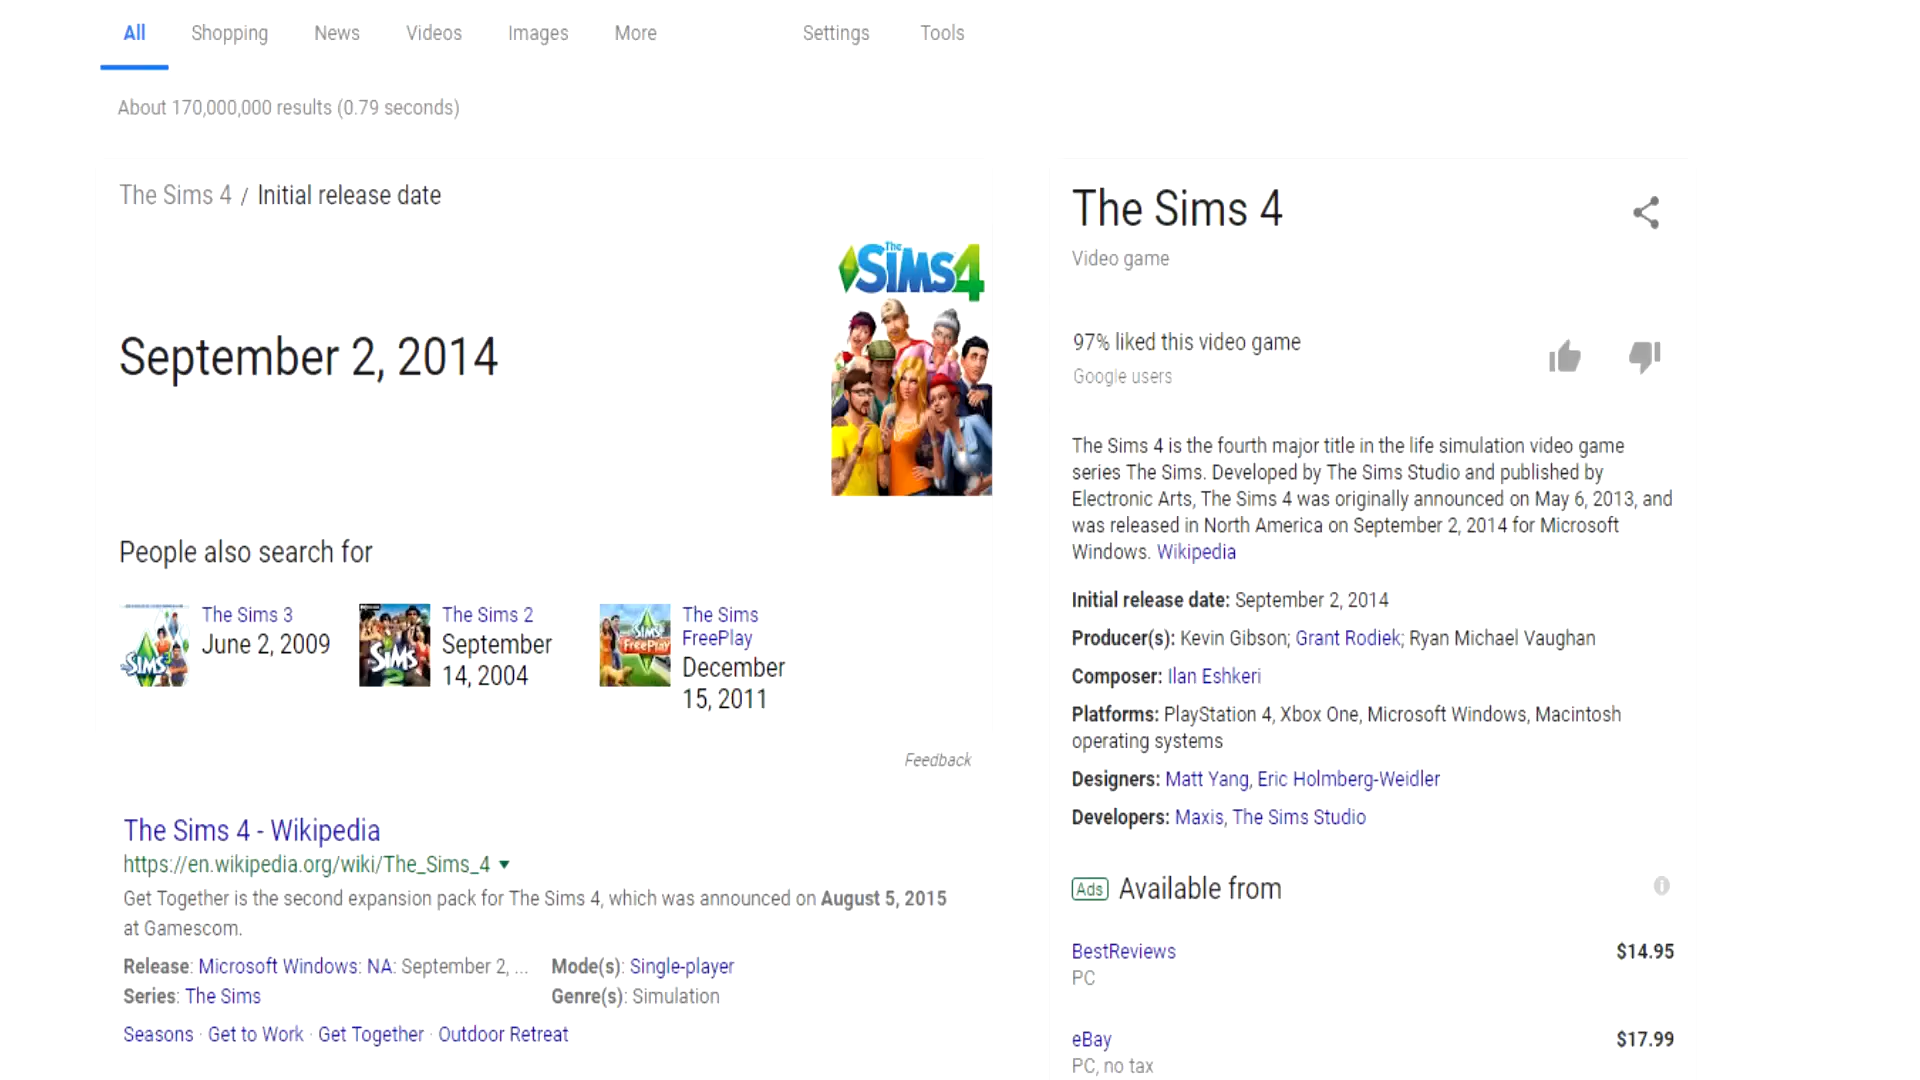 All Shopping News Videos Images More Settings Tools
About 170,000,000 results (0.79 seconds)
The Sims 4 / Initial release date
September 2, 2014
The SiMS4
People also search for
The Sims 3
June 2, 2009
The Sims 2
September
14, 2004
The Sims
FreePlay
December
15, 2011
Feedback
The Sims 4 - Wikipedia
https://en.wikipedia.org/wiki/The_Sims_4
Get Together is the second expansion pack for The Sims 4, which was announced on August 5, 2015
at Gamescom.
Release: Microsoft Windows: NA: September 2, ... Mode(s): Single-player
Series: The Sims Genre(s): Simulation
Seasons · Get to Work · Get Together · Outdoor Retreat
The Sims 4
Video game
97% liked this video game
Google users
The Sims 4 is the fourth major title in the life simulation video game
series The Sims. Developed by The Sims Studio and published by
Electronic Arts, The Sims 4 was originally announced on May 6, 2013, and
was released in North America on September 2, 2014 for Microsoft
Windows. Wikipedia
Initial release date: September 2, 2014
Producer(s): Kevin Gibson; Grant Rodiek; Ryan Michael Vaughan
Composer: Ilan Eshkeri
Platforms: PlayStation 4, Xbox One, Microsoft Windows, Macintosh
operating systems
Designers: Matt Yang, Eric Holmberg-Weidler
Developers: Maxis, The Sims Studio
Ads Available from
BestReviews $14.95
PC
eBay $17.99
PC, no tax